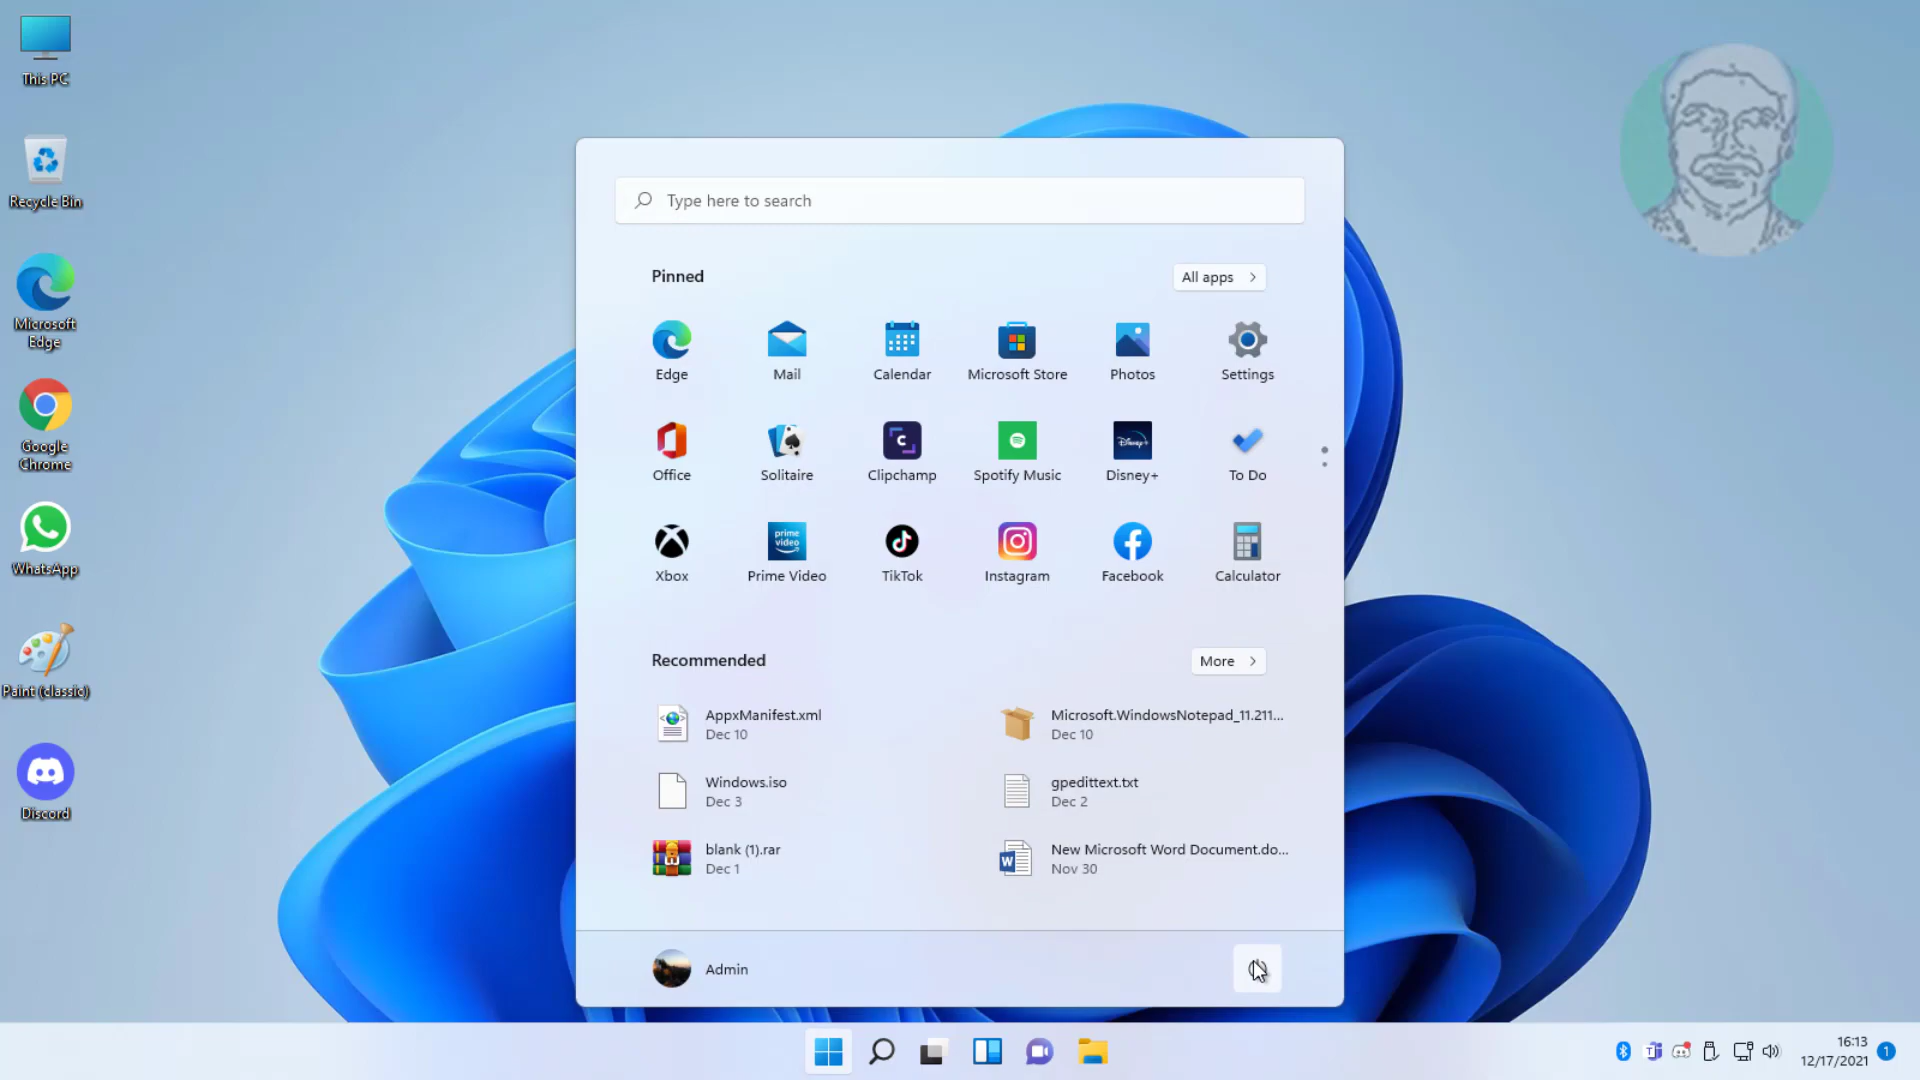 This PC
Recycle Bin
Microsoft
Edge
Google
Chrome
WhatsApp
Paint (classic)
Discord
Type here to search
Pinned
All apps
Edge
Mail
Calendar
Microsoft Store
Photos
Settings
Office
Solitaire
Clipchamp
Spotify Music
Disney+
To Do
prime
video
Xbox
Prime Video
TikTok
Instagram
Facebook
Calculator
Recommended
More
AppxManifest.xml
Dec 10
Microsoft.WindowsNotepad_11.211...
Dec 10
Windows.iso
Dec 3
gpedittext.txt
Dec 2
blank (1).rar
Dec 1
New Microsoft Word Document.do...
Nov 30
Admin
16:13
12/17/2021
1